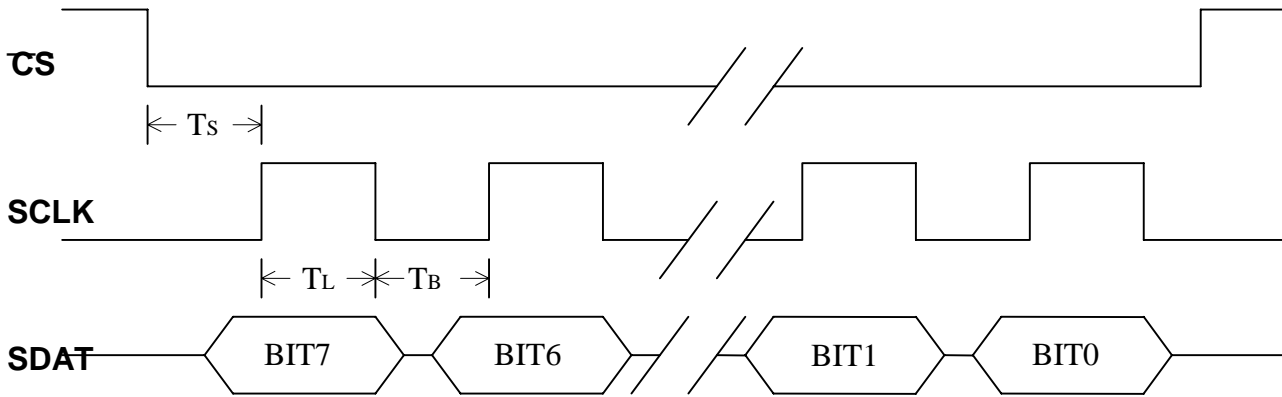 CS
TS
SCLK
TL TB
SDAT BIT7 BIT6 BIT1 BIT0